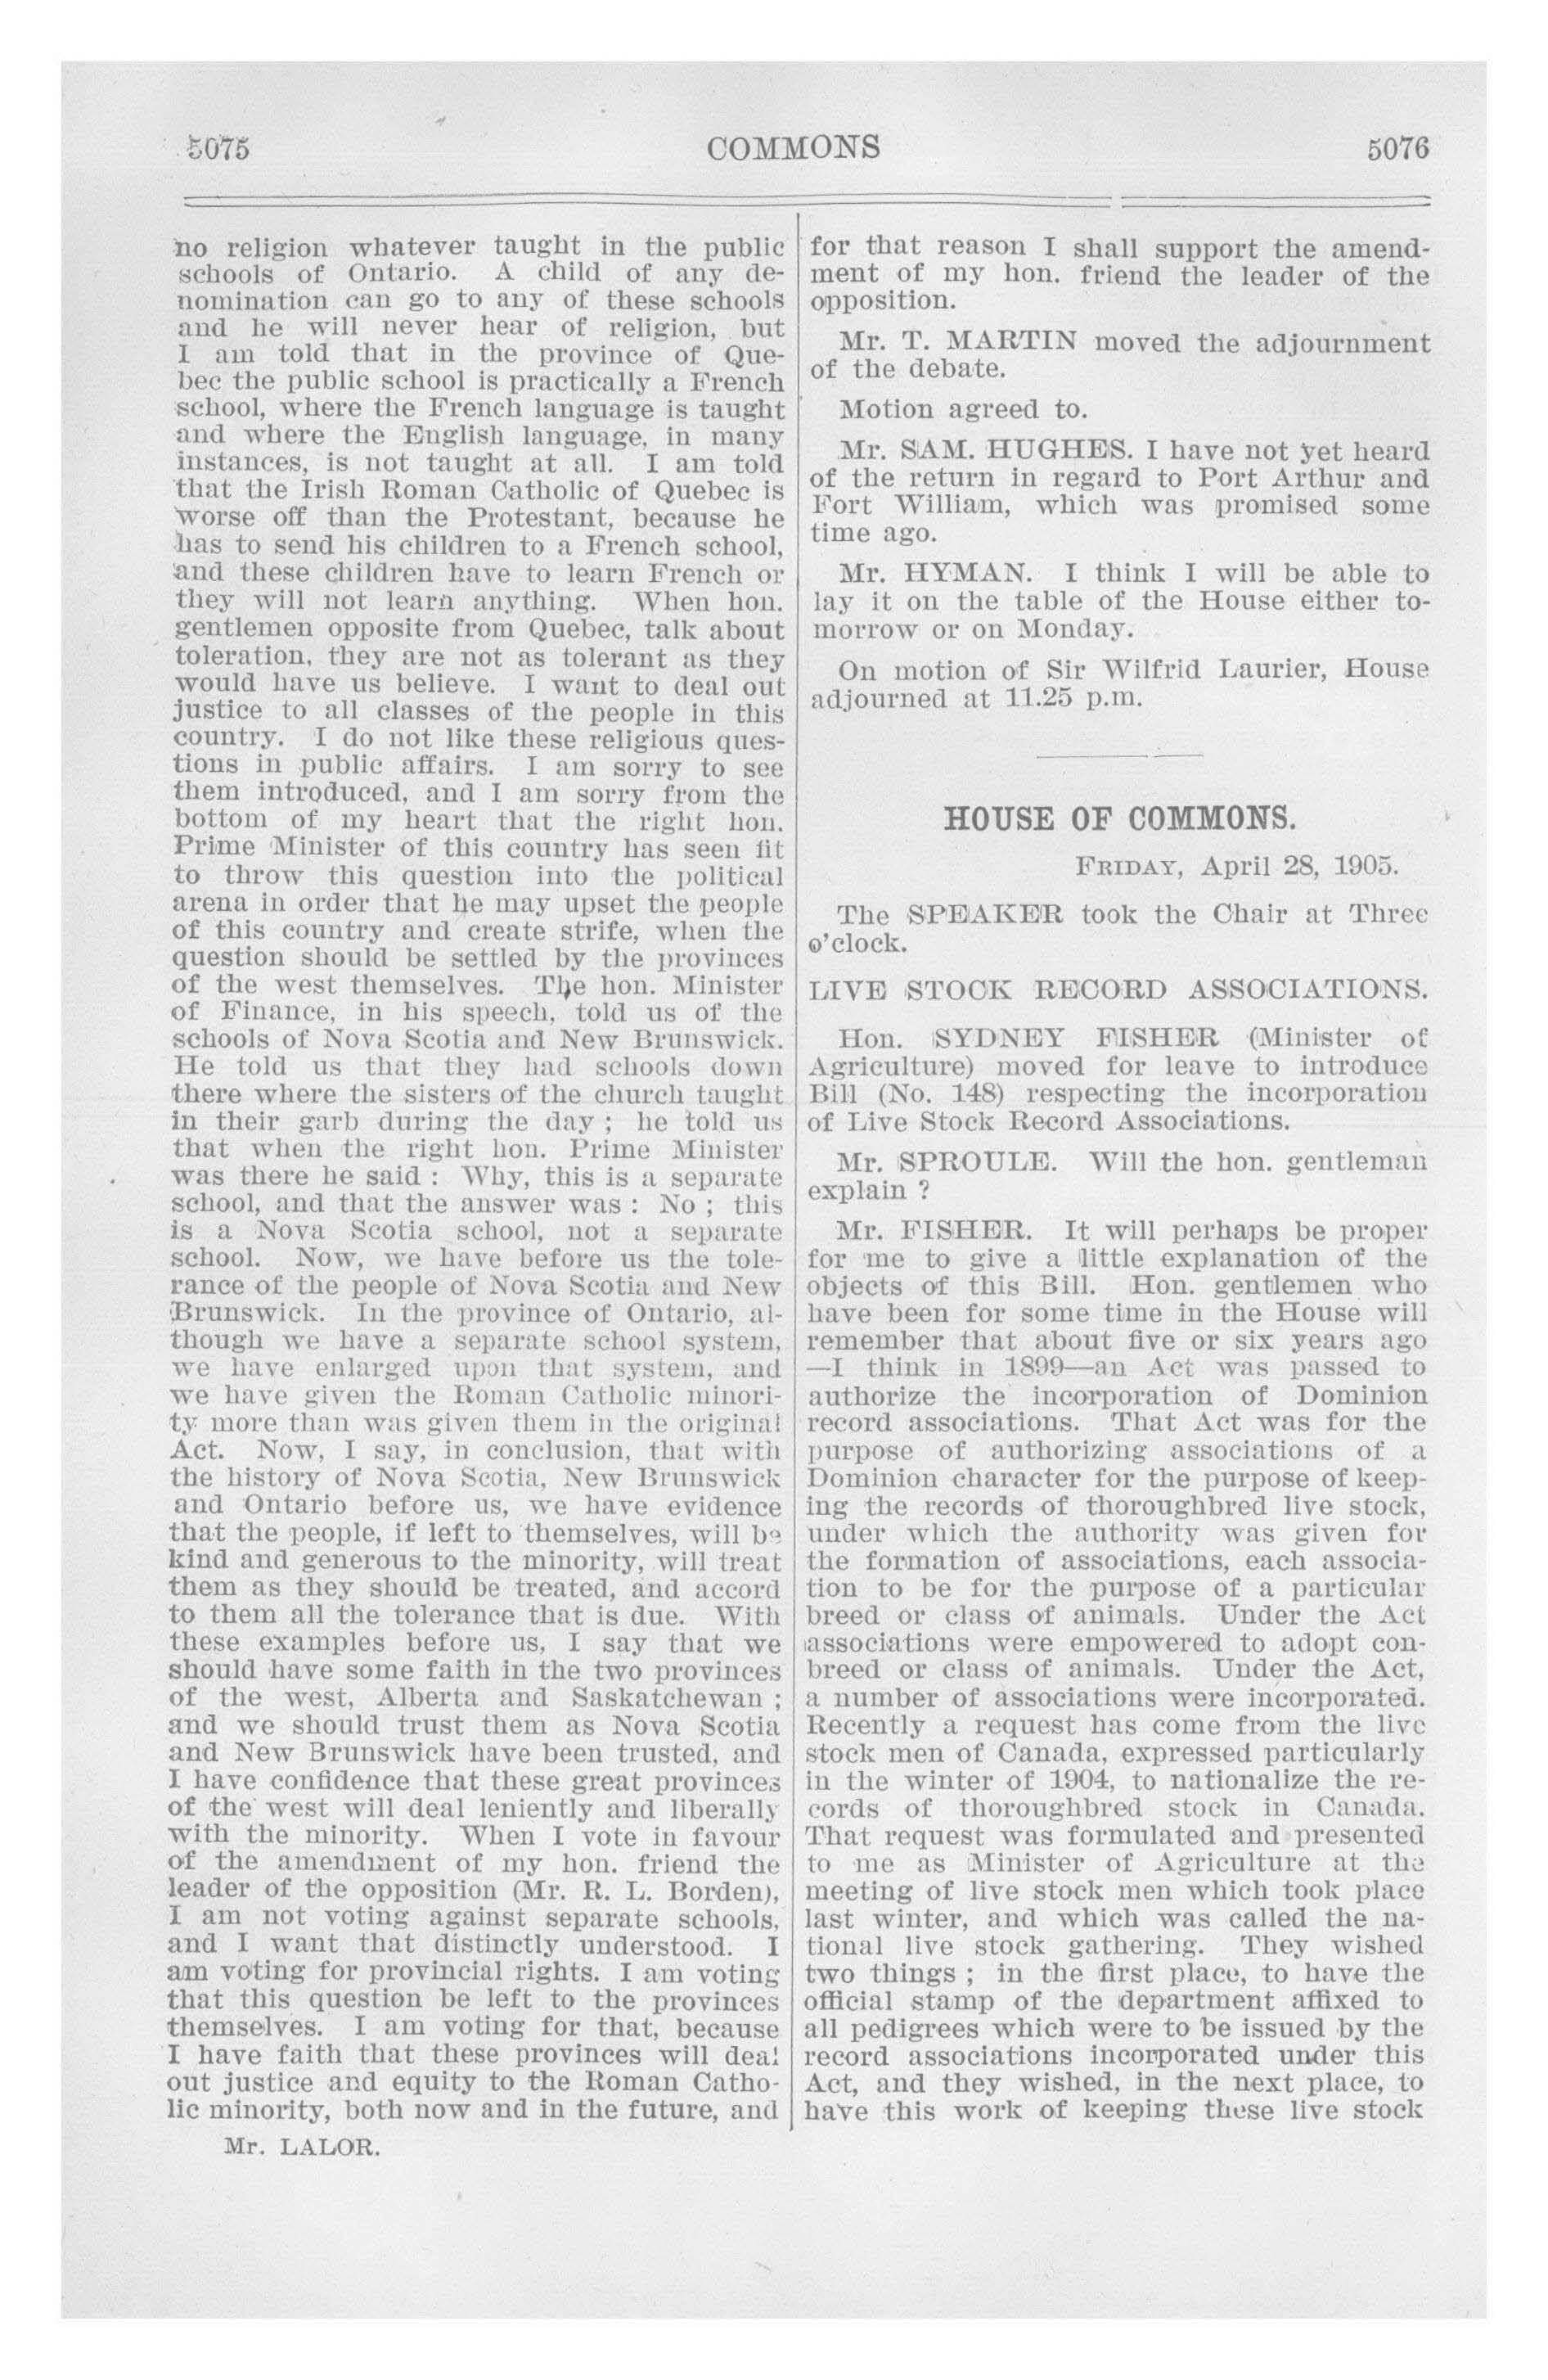 5075 COMMONS 5076
no religion whatever taught in the public
schools of Ontario. A child of any de-
nomination can go to any of these schools
and he will never hear of religion, but
I am told that in the province of Que-
bec the public school is practically a French
school, where the French language is taught
and where the English language, in many
instances, is not taught at all. I am told
that the Irish Roman Catholic of Quebec is
worse off than the Protestant, because he
has to send his children to a French school,
and these children have to learn French or
they will not learn anything. When hon.
gentlemen opposite from Quebec, talk about
toleration, they are not as tolerant as they
would have us believe. I want to deal out
justice to all classes of the people in this
country. I do not like these religious ques-
tions in public affairs. I am sorry to see
them introduced, and I am sorry from the
bottom of my heart that the right hon.
Prime Minister of this country has seen fit
to throw this question into the political
arena in order that he may upset the people
of this country and create strife, when the
question should be settled by the provinces
of the west themselves. The hon. Minister
of Finance, in his speech, told us of the
schools of Nova Scotia and New Brunswick.
He told us that they had schools down
there where the sisters of the church taught
in their garb during the day ; he told us
that when the right hon. Prime Minister
was there he said : Why, this is a separate
school, and that the answer was : No ; this
is a Nova Scotia school, not a separate
school. Now, we have before us the tole-
rance of the people of Nova Scotia and New
Brunswick. In the province of Ontario, al-
though we have a separate school system,
we have enlarged upon that system, and
we have given the Roman Catholic minori-
ty more than was given them in the original
Act. Now, I say, in conclusion, that with
the history of Nova Scotia, New Brunswick
and Ontario before us, we have evidence
that the people, if left to themselves, will be
kind and generous to the minority, will treat
them as they should be treated, and accord
to them all the tolerance that is due. With
these examples before us, I say that we
should have some faith in the two provinces
of the west, Alberta and Saskatchewan ;
and we should trust them as Nova Scotia
and New Brunswick have been trusted, and
I have confidence that these great provinces
of the west will deal leniently and liberally
with the minority. When I vote in favour
of the amendment of my hon. friend the
leader of the opposition (Mr. R. L. Borden),
I am not voting against separate schools,
and I want that distinctly understood. I
am voting for provincial rights. I am voting
that this question be left to the provinces
themselves. I am voting for that, because
I have faith that these provinces will deal
out justice and equity to the Roman Catho-
lic minority, both now and in the future, and
Mr. LALOR.
for that reason I shall support the amend-
ment of my hon. friend the leader of the
opposition.
Mr. T. MARTIN moved the adjournment
of the debate.
Motion agreed to.
Mr. SAM. HUGHES. I have not yet heard
of the return in regard to Port Arthur and
Fort William, which was promised some
time ago.
Mr. HYMAN. I think I will be able to
lay it on the table of the House either to-
morrow or on Monday.
On motion of Sir Wilfrid Laurier, House
adjourned at 11.25 p.m.
HOUSE OF COMMONS.
FRIDAY, April 28, 1905.
The SPEAKER took the Chair at Three
o'clock.
LIVE STOCK RECORD ASSOCIATIONS.
Hon. SYDNEY FISHER (Minister of
Agriculture) moved for leave to introduce
Bill (No. 148) respecting the incorporation
of Live Stock Record Associations.
Mr. SPROULE. Will the hon. gentleman
explain ?
Mr. FISHER. It will perhaps be proper
for me to give a little explanation of the
objects of this Bill. Hon. gentlemen who
have been for some time in the House will
remember that about five or six years ago
—I think in 1899—an Act was passed to
authorize the incorporation of Dominion
record associations. That Act was for the
purpose of authorizing associations of a
Dominion character for the purpose of keep-
ing the records of thoroughbred live stock,
under which the authority was given for
the formation of associations, each associa-
tion to be for the purpose of a particular
breed or class of animals. Under the Act
associations were empowered to adopt con-
breed or class of animals. Under the Act,
a number of associations were incorporated.
Recently a request has come from the live
stock men of Canada, expressed particularly
in the winter of 1904, to nationalize the re-
cords of thoroughbred stock in Canada.
That request was formulated and presented
to me as Minister of Agriculture at the
meeting of live stock men which took place
last winter, and which was called the na-
tional live stock gathering. They wished
two things ; in the first place, to have the
official stamp of the department affixed to
all pedigrees which were to be issued by the
record associations incorporated under this
Act, and they wished, in the next place, to
have this work of keeping these live stock